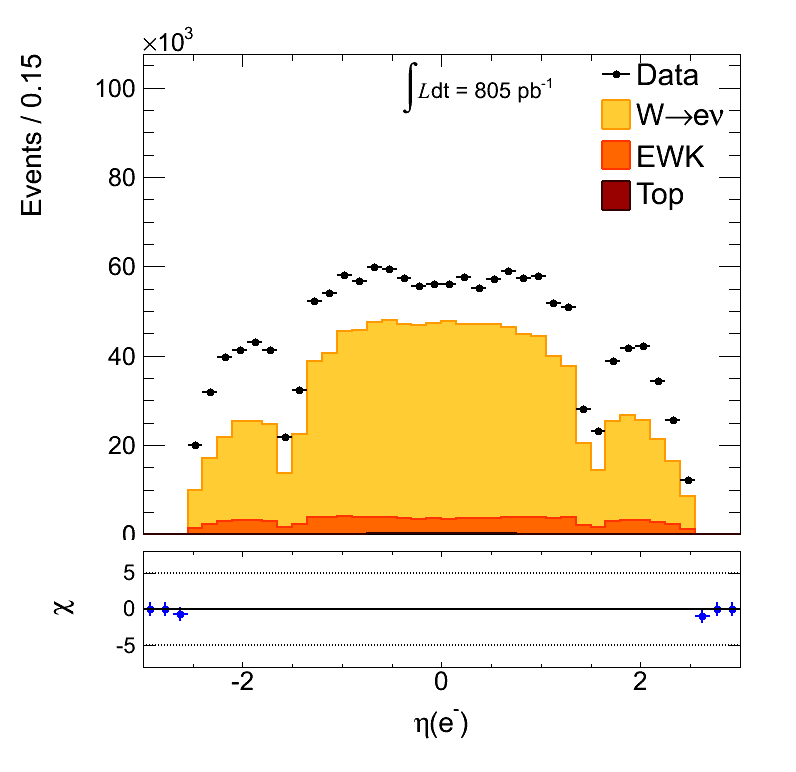 ×10³
Events / 0.15
100
80
60
40
20
0
∫ Ldt = 805 pb⁻¹
Data
W→eν
EWK
Top
χ
5
0
-5
-2
0
2
η(e⁻)